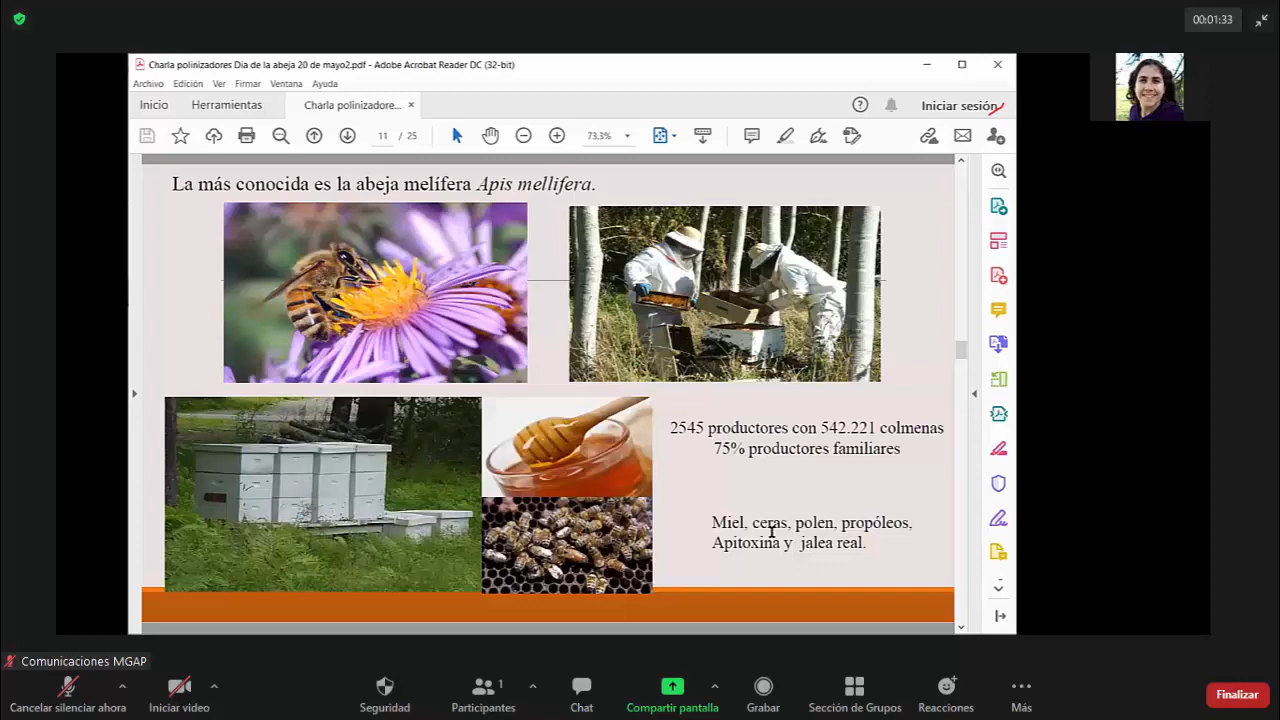 00:01:33
Charla polinizadores Dia de la abeja 20 de mayo2.pdf - Adobe Acrobat Reader DC (32-bit)
Archivo Edición Ver Firmar Ventana Ayuda
Inicio Herramientas Charla polinizadore... × Iniciar sesión
11 / 25 73,3%
La más conocida es la abeja melífera Apis mellifera.
2545 productores con 542.221 colmenas
75% productores familiares
Miel, ceras, polen, propóleos,
Apitoxina y jalea real.
Comunicaciones MGAP
1
Cancelar silenciar ahora Iniciar video Seguridad Participantes Chat Compartir pantalla Grabar Sección de Grupos Reacciones Más Finalizar